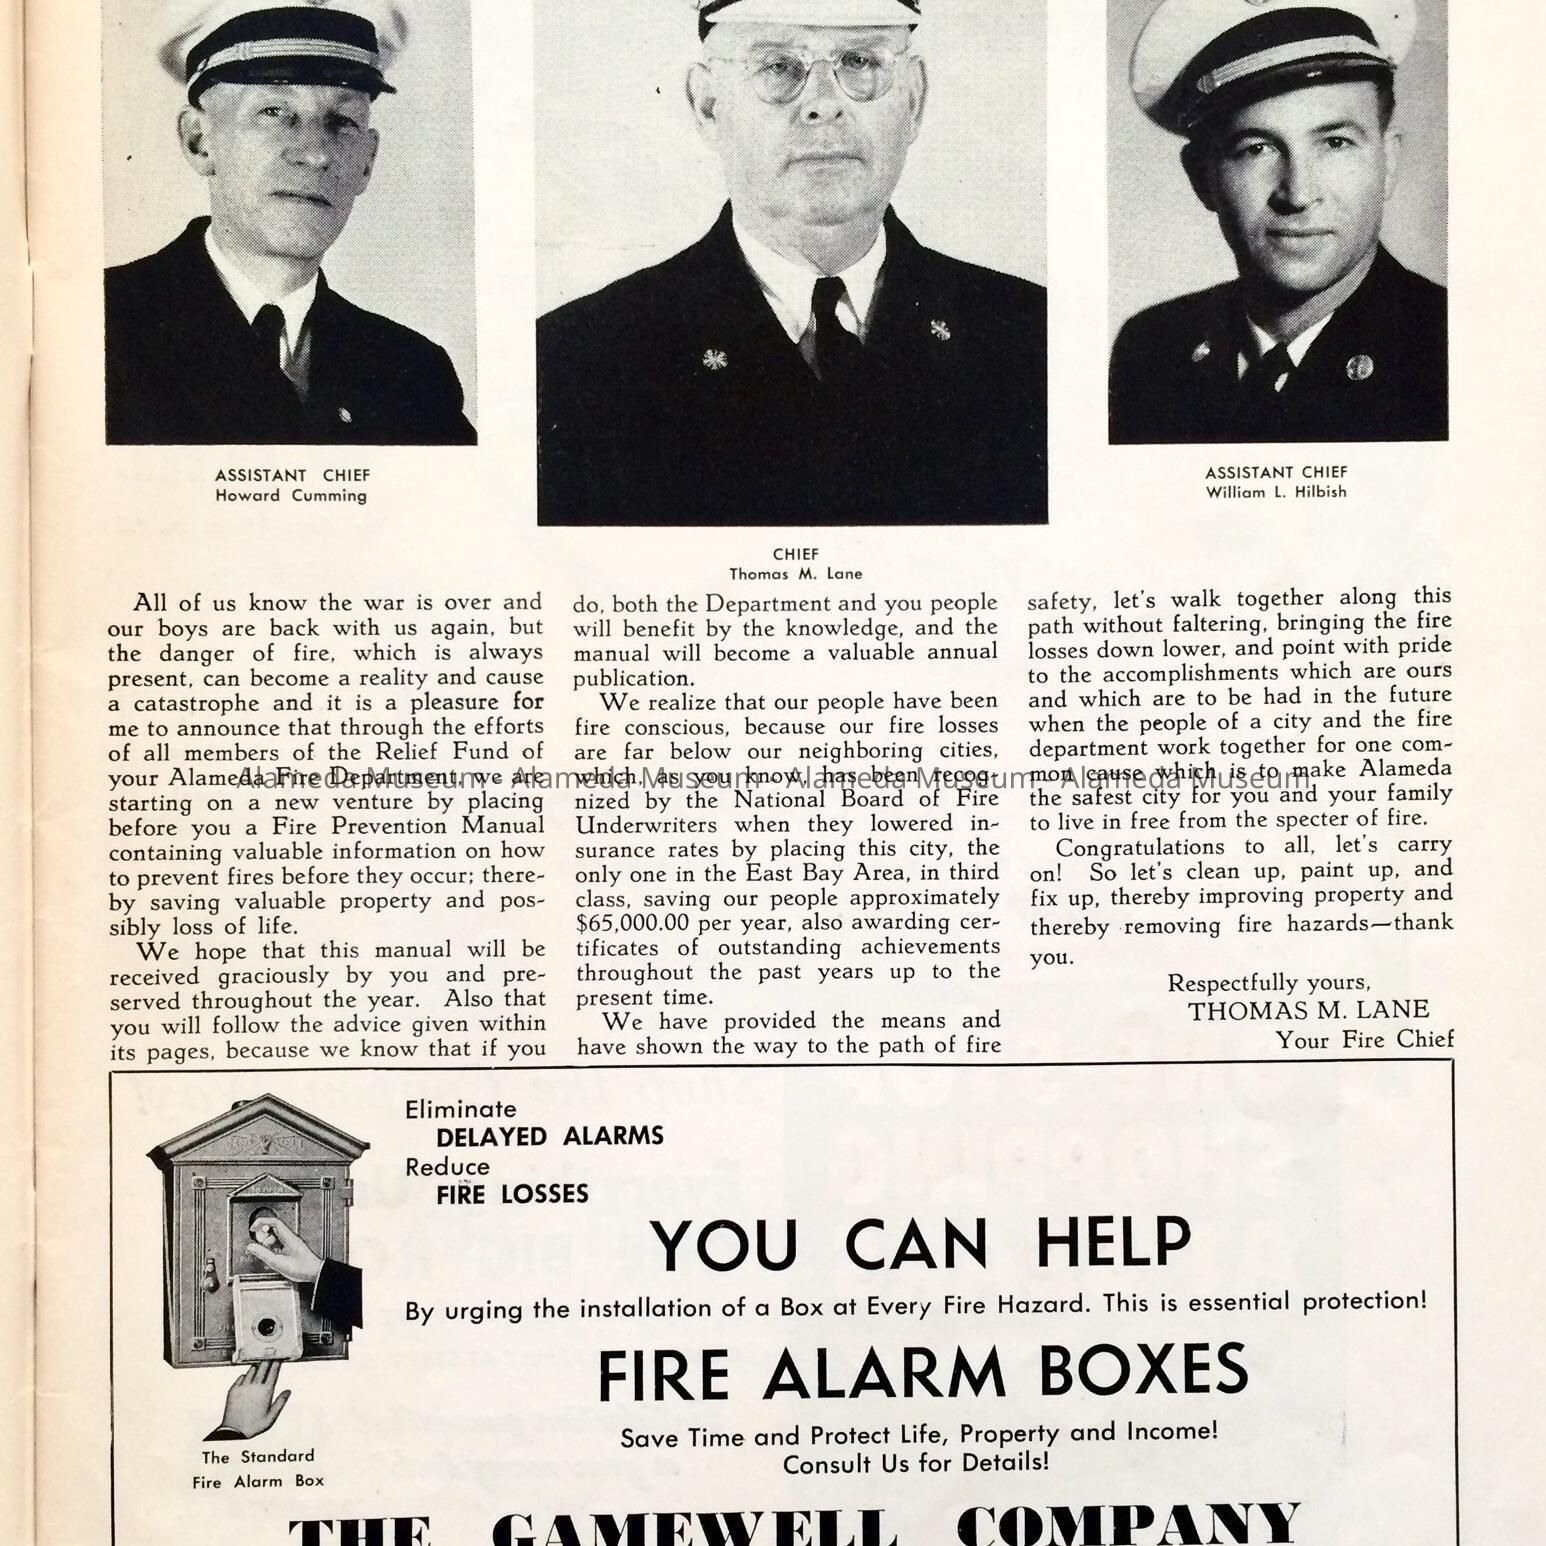 ASSISTANT CHIEF
Howard Cumming
CHIEF
Thomas M. Lane
ASSISTANT CHIEF
William L. Hilbish
All of us know the war is over and
our boys are back with us again, but
the danger of fire, which is always
present, can become a reality and cause
a catastrophe and it is a pleasure for
me to announce that through the efforts
of all members of the Relief Fund of
your Alameda Fire Department, we are
starting on a new venture by placing
before you a Fire Prevention Manual
containing valuable information on how
to prevent fires before they occur; there-
by saving valuable property and pos-
sibly loss of life.
We hope that this manual will be
received graciously by you and pre-
served throughout the year. Also that
you will follow the advice given within
its pages, because we know that if you
do, both the Department and you people
will benefit by the knowledge, and the
manual will become a valuable annual
publication.
We realize that our people have been
fire conscious, because our fire losses
are far below our neighboring cities,
which, as you know, has been recog-
nized by the National Board of Fire
Underwriters when they lowered in-
surance rates by placing this city, the
only one in the East Bay Area, in third
class, saving our people approximately
$65,000.00 per year, also awarding cer-
tificates of outstanding achievements
throughout the past years up to the
present time.
We have provided the means and
have shown the way to the path of fire
safety, let's walk together along this
path without faltering, bringing the fire
losses down lower, and point with pride
to the accomplishments which are ours
and which are to be had in the future
when the people of a city and the fire
department work together for one com-
mon cause which is to make Alameda
the safest city for you and your family
to live in free from the specter of fire.
Congratulations to all, let's carry
on! So let's clean up, paint up, and
fix up, thereby improving property and
thereby removing fire hazards—thank
you.
Respectfully yours,
THOMAS M. LANE
Your Fire Chief
Alameda Museum - Alameda Museum - Alameda Museum - Alameda Museum
Eliminate
DELAYED ALARMS
Reduce
FIRE LOSSES
YOU CAN HELP
By urging the installation of a Box at Every Fire Hazard. This is essential protection!
FIRE ALARM BOXES
Save Time and Protect Life, Property and Income!
Consult Us for Details!
The Standard
Fire Alarm Box
THE GAMEWELL COMPANY